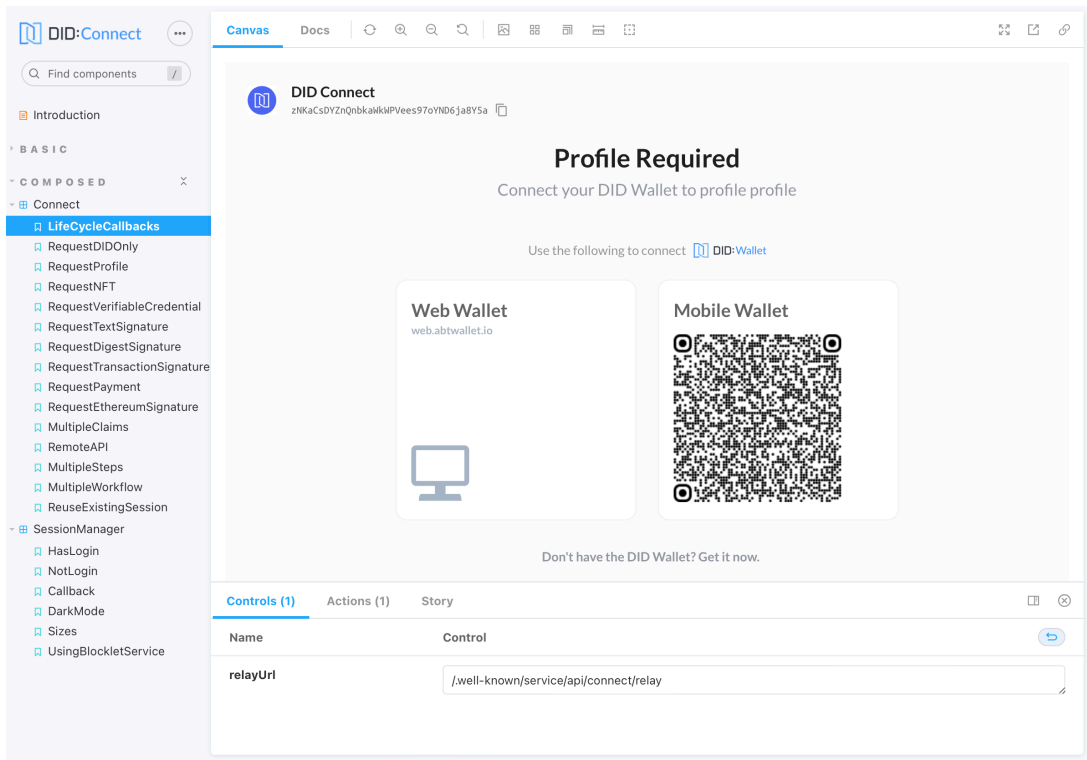 DID:Connect
Find components
/
Introduction
BASIC
COMPOSED
Connect
LifeCycleCallbacks
RequestDIDOnly
RequestProfile
RequestNFT
RequestVerifiableCredential
RequestTextSignature
RequestDigestSignature
RequestTransactionSignature
RequestPayment
RequestEthereumSignature
MultipleClaims
RemoteAPI
MultipleSteps
MultipleWorkflow
ReuseExistingSession
SessionManager
HasLogin
NotLogin
Callback
DarkMode
Sizes
UsingBlockletService
Canvas
Docs
DID Connect
zNKaCsDYZnQnbkaWkWPVees97oYND6ja8Y5a
Profile Required
Connect your DID Wallet to profile profile
Use the following to connect DID:Wallet
Web Wallet
web.abtwallet.io
Mobile Wallet
Don't have the DID Wallet? Get it now.
Controls (1)
Actions (1)
Story
Name
Control
relayUrl
/.well-known/service/api/connect/relay